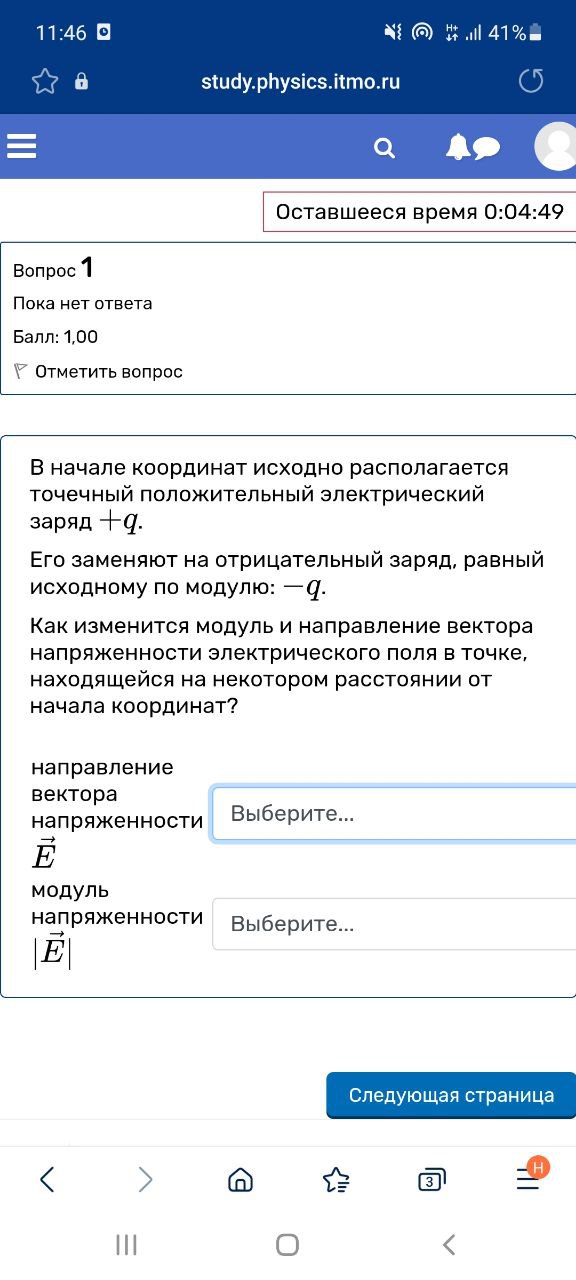 11:46
H+
41%
study.physics.itmo.ru
Оставшееся время 0:04:49
Вопрос 1
Пока нет ответа
Балл: 1,00
Отметить вопрос
В начале координат исходно располагается
точечный положительный электрический
заряд +q.
Его заменяют на отрицательный заряд, равный
исходному по модулю: −q.
Как изменится модуль и направление вектора
напряженности электрического поля в точке,
находящейся на некотором расстоянии от
начала координат?
направление
вектора
напряженности
E⃗
Выберите...
модуль
напряженности
|E⃗|
Выберите...
Следующая страница
3
H